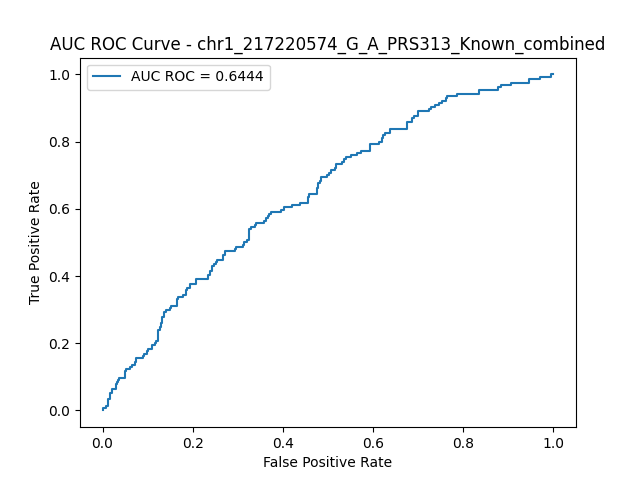 AUC ROC Curve - chr1_217220574_G_A_PRS313_Known_combined
AUC ROC = 0.6444
True Positive Rate
1.0
0.8
0.6
0.4
0.2
0.0
0.0 0.2 0.4 0.6 0.8 1.0
False Positive Rate